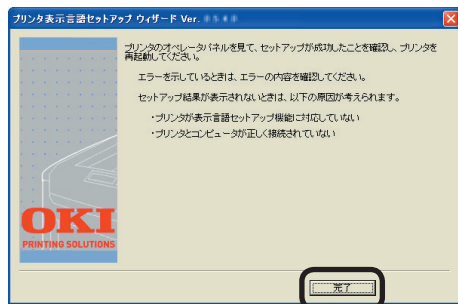 プリンタ表示言語セットアップ ウィザード Ver.
プリンタのオペレータパネルを見て、セットアップが成功したことを確認し、プリンタを
再起動してください。
エラーを示しているときは、エラーの内容を確認してください。
セットアップ結果が表示されないときは、以下の原因が考えられます。
・プリンタが表示言語セットアップ機能に対応していない
・プリンタとコンピュータが正しく接続されていない
OKI
PRINTING SOLUTIONS
完了